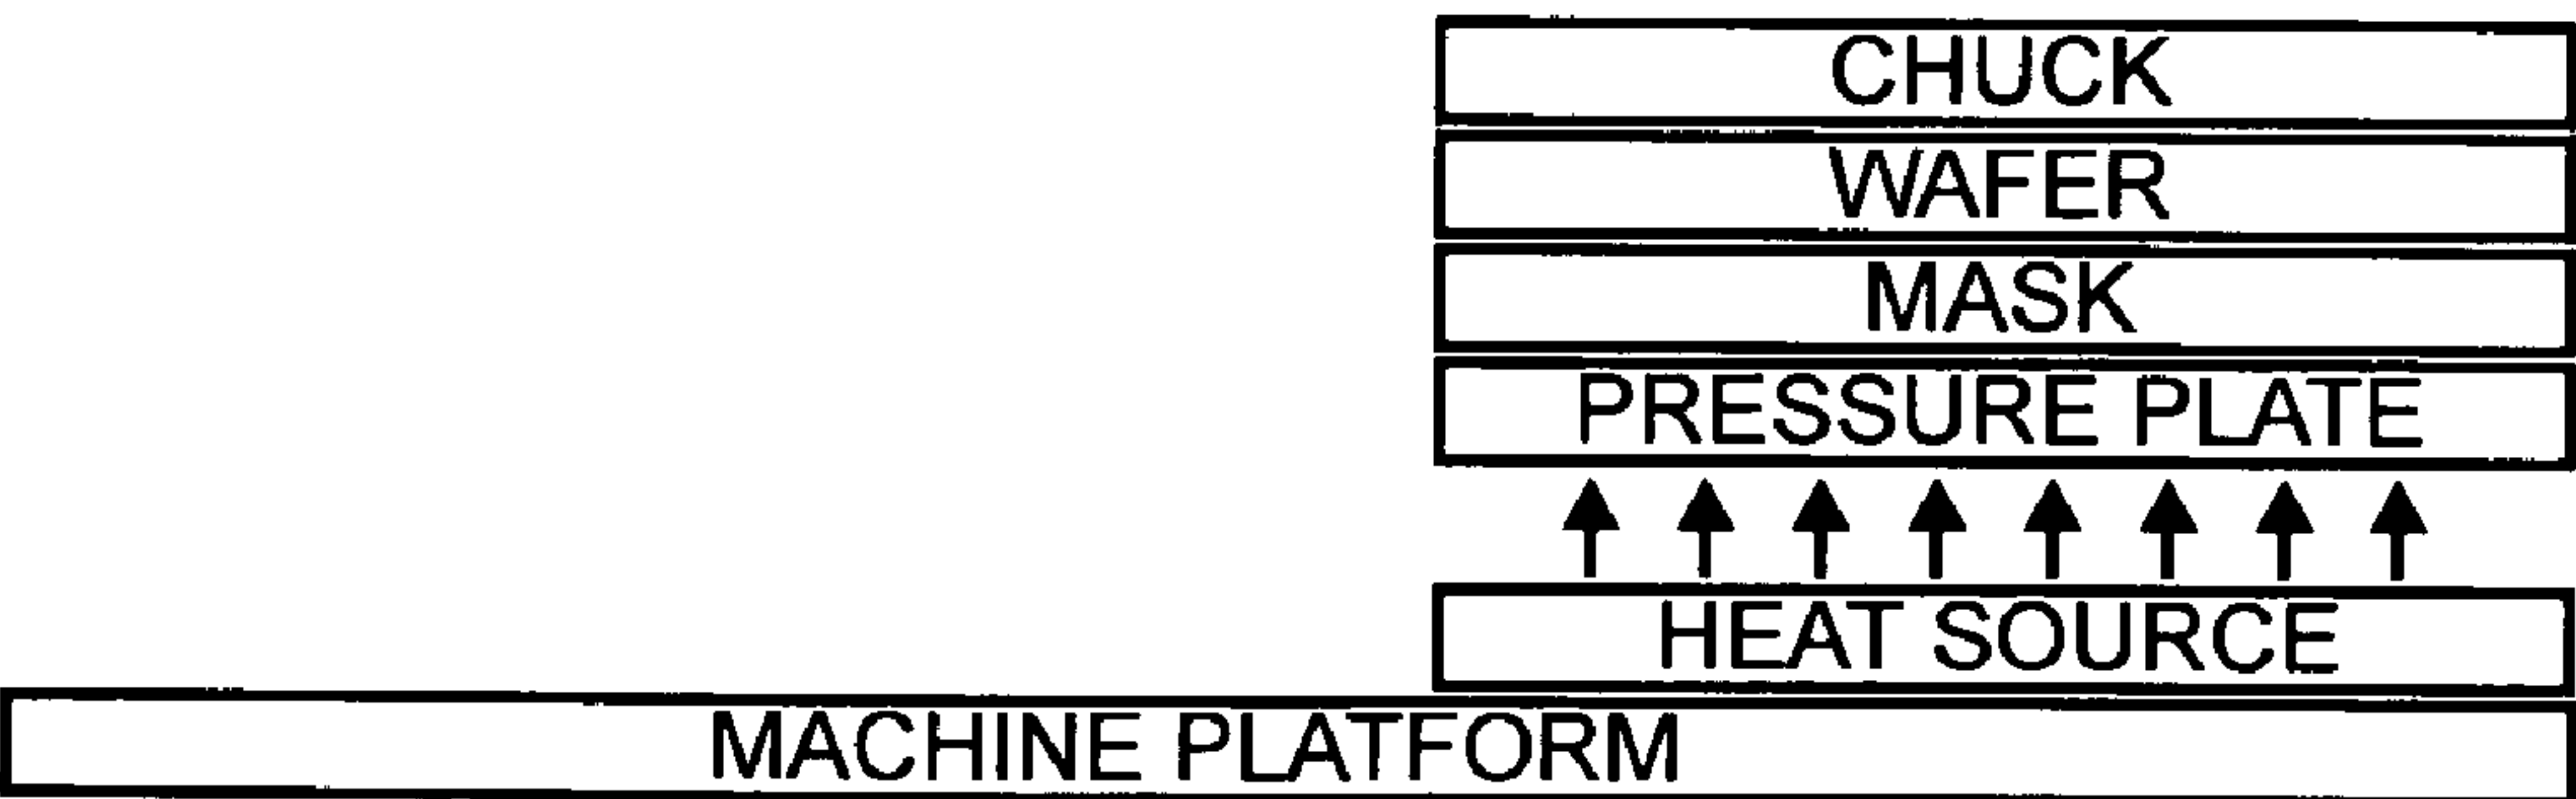 CHUCK
WAFER
MASK
PRESSURE PLATE
HEAT SOURCE
MACHINE PLATFORM